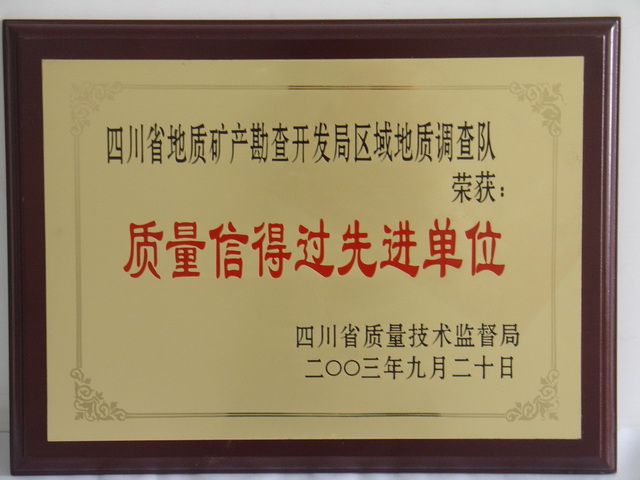 四川省地质矿产勘查开发局区域地质调查队
荣获：
质量信得过先进单位
四川省质量技术监督局
二〇〇三年九月二十日